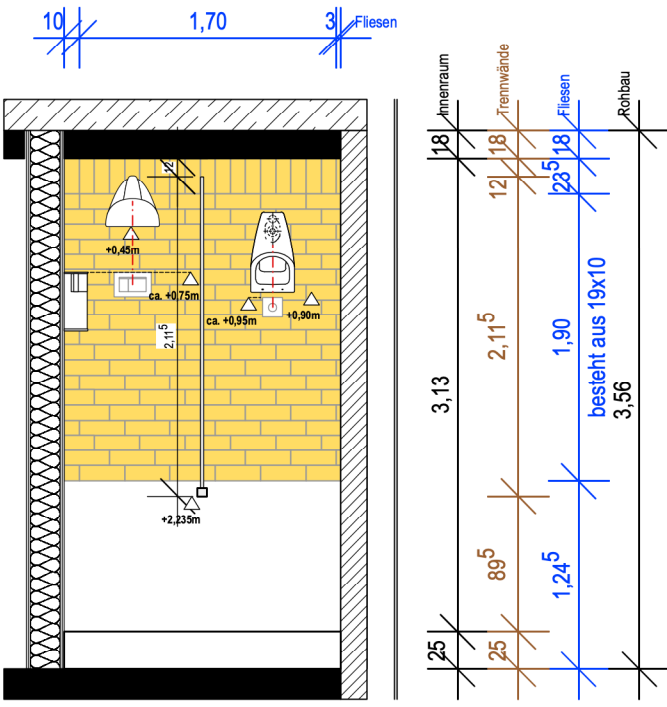 10
1,70
3
Fliesen
Innenraum
Trennwände
Fliesen
Rohbau
18
18
18
12
12
23⁵
+0,45m
ca. +0,75m
ca. +0,95m
+0,90m
2,11⁵
2,11⁵
1,90
besteht aus 19x10
3,13
3,56
+2,235m
89⁵
1,24⁵
25
25